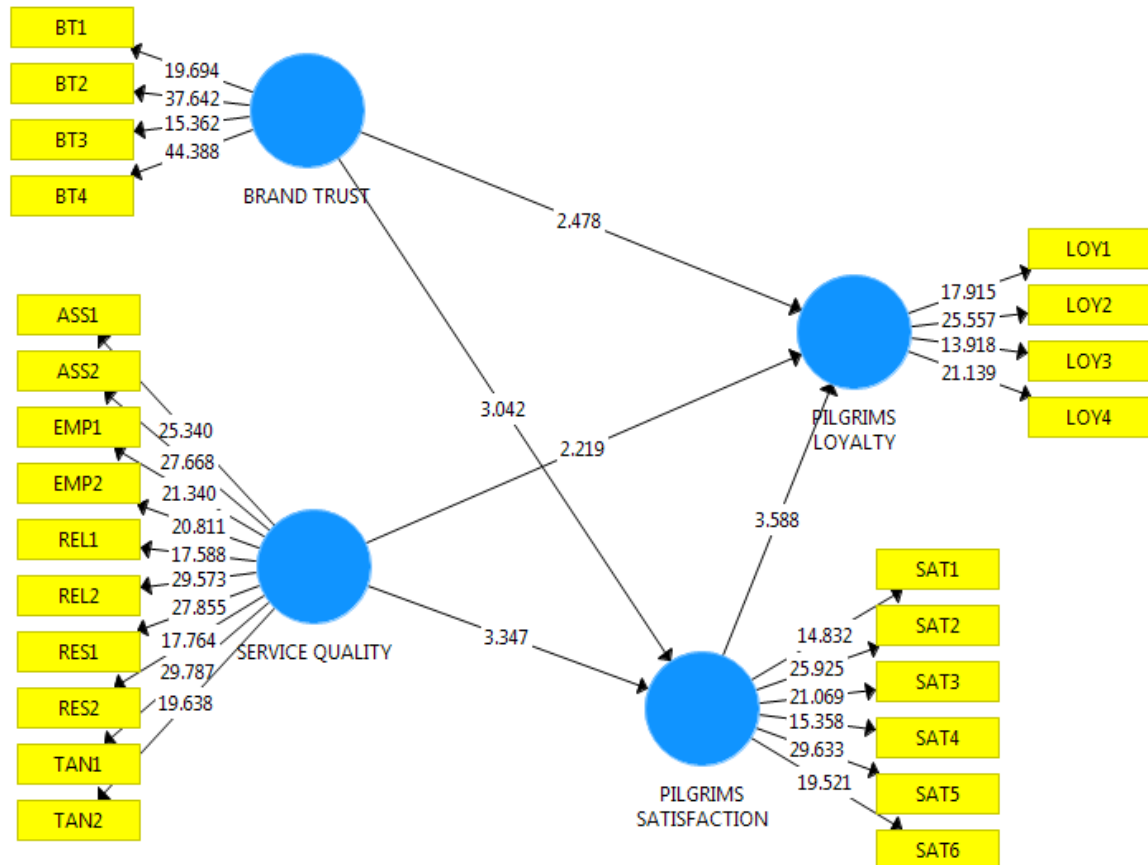 BT1
BT2
BT3
BT4
19.694
37.642
15.362
44.388
BRAND TRUST
2.478
3.042
ASS1
ASS2
EMP1
EMP2
REL1
REL2
RES1
RES2
TAN1
TAN2
25.340
27.668
21.340
20.811
17.588
29.573
27.855
17.764
29.787
19.638
SERVICE QUALITY
2.219
3.347
PILGRIMS
LOYALTY
17.915
25.557
13.918
21.139
LOY1
LOY2
LOY3
LOY4
3.588
PILGRIMS
SATISFACTION
14.832
25.925
21.069
15.358
29.633
19.521
SAT1
SAT2
SAT3
SAT4
SAT5
SAT6